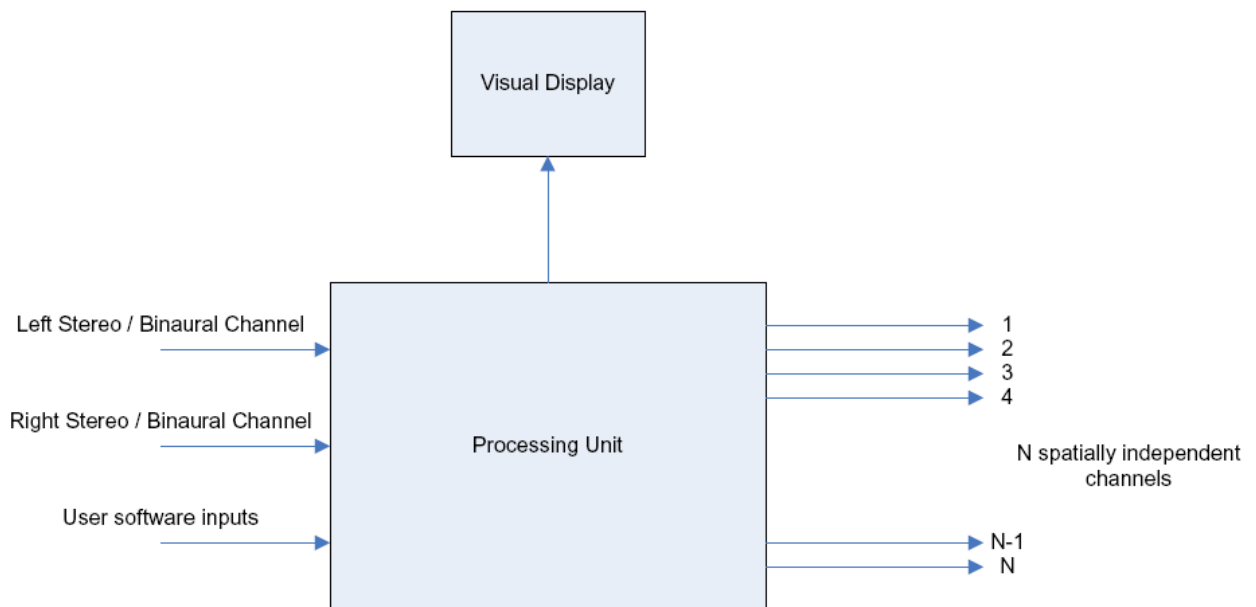 Visual Display
Left Stereo / Binaural Channel
Right Stereo / Binaural Channel
User software inputs
Processing Unit
1
2
3
4
N spatially independent
channels
N-1
N